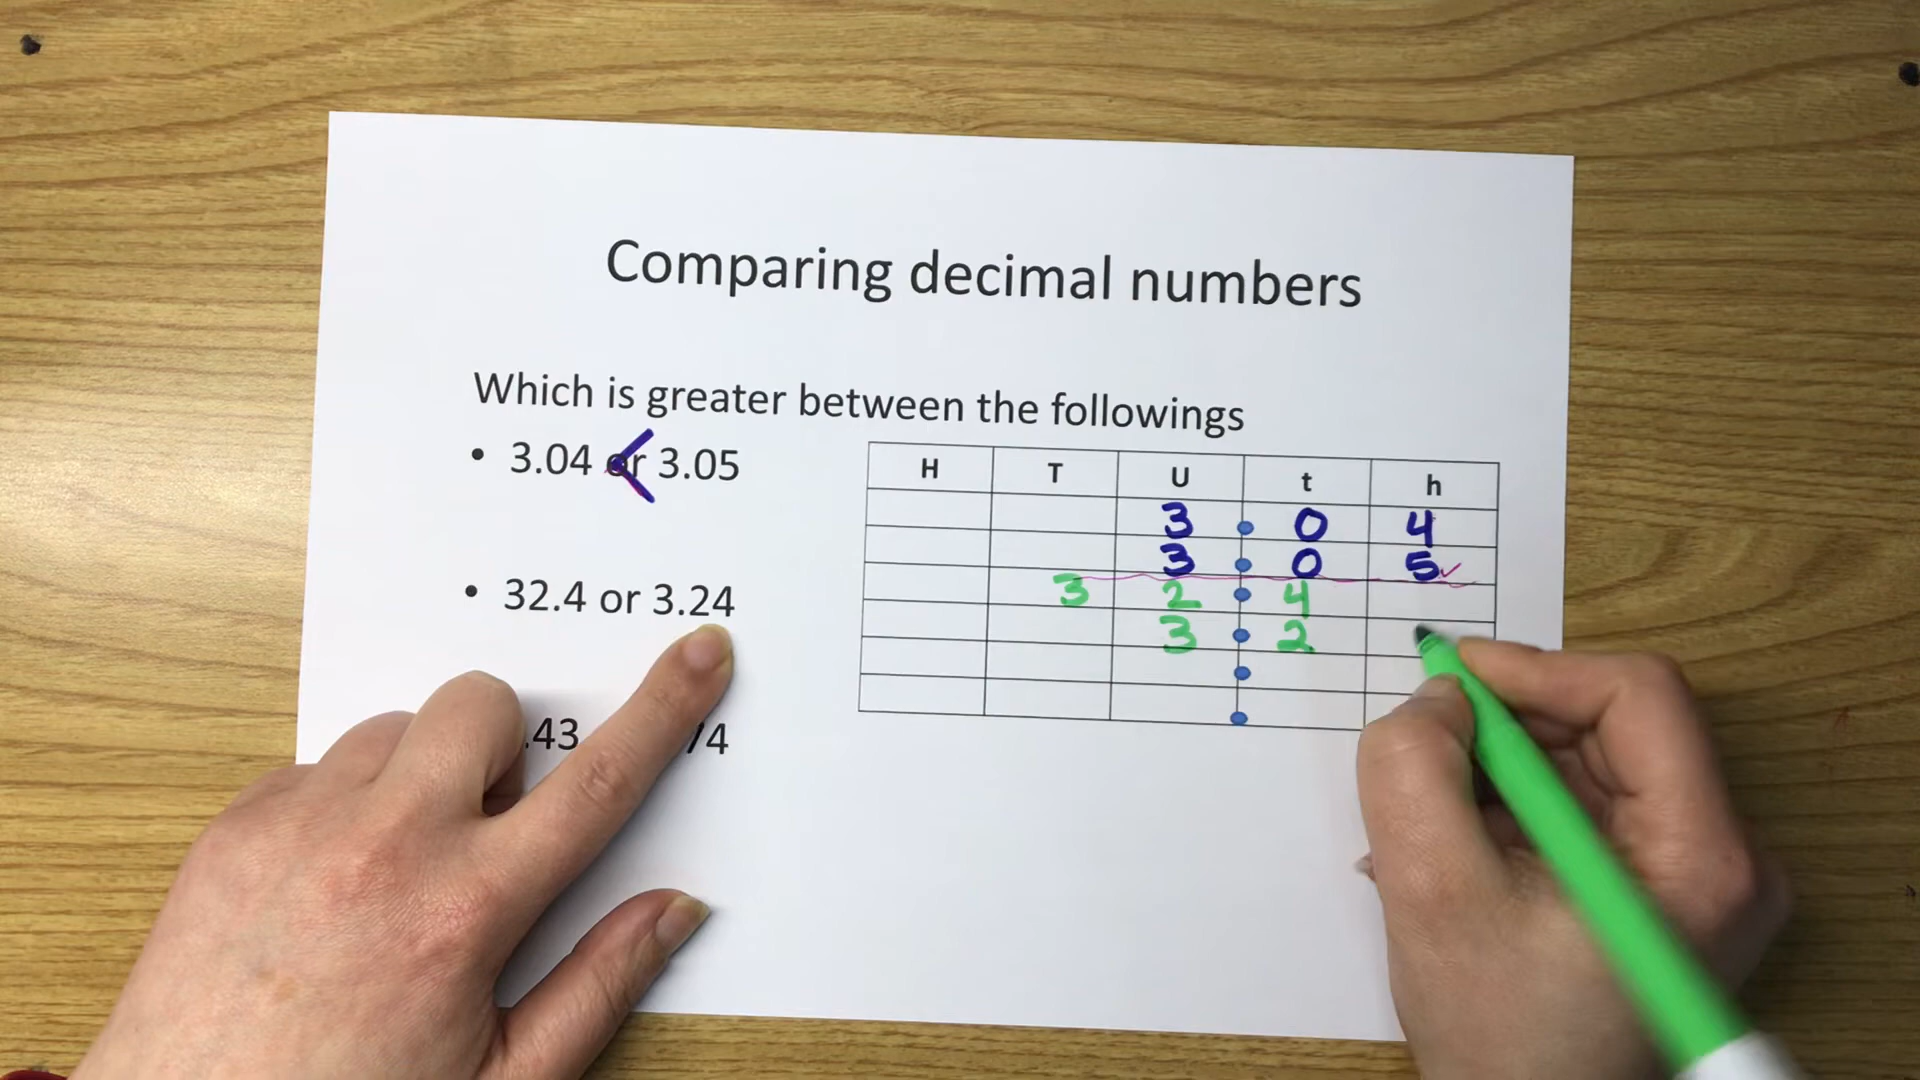 Comparing decimal numbers
Which is greater between the followings
• 3.04 < 3.05
• 32.4 or 3.24
.43 74
H T U t h
3 . 0 4
3 . 0 5 ✓
3 2 . 4
3 . 2